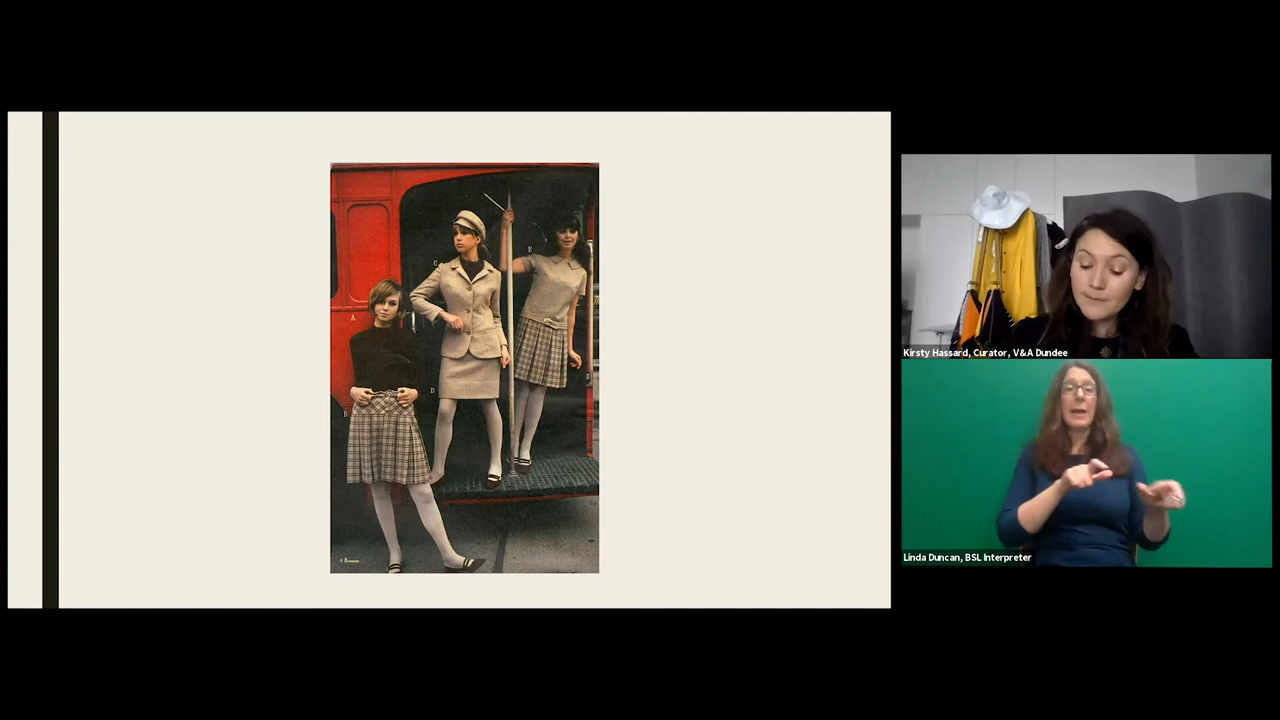 C
E
A
D
B
Kirsty Hassard, Curator, V&A Dundee
Linda Duncan, BSL Interpreter